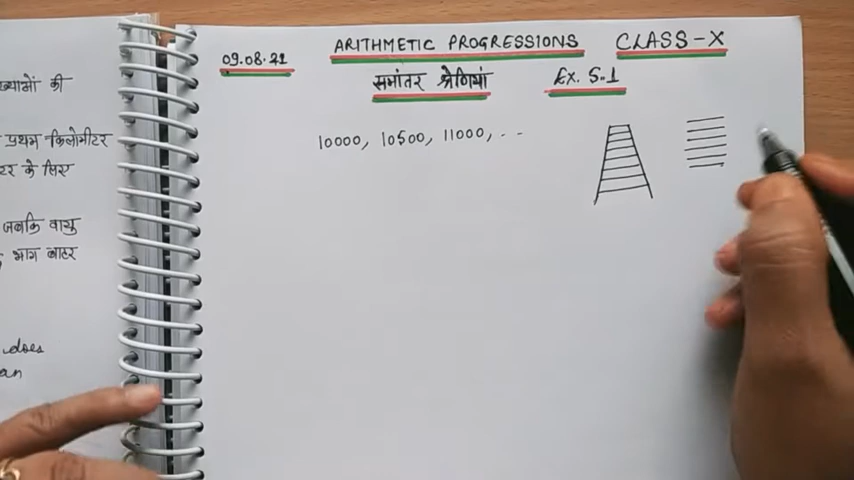 ख्याओं की
प्रथम किलोमीटर
टर के लिए
जबकि वायु
भाग बाहर
does
an
09.08.21 ARITHMETIC PROGRESSIONS CLASS-X
समांतर श्रेणियां Ex. 5.1
10000, 10500, 11000, ...